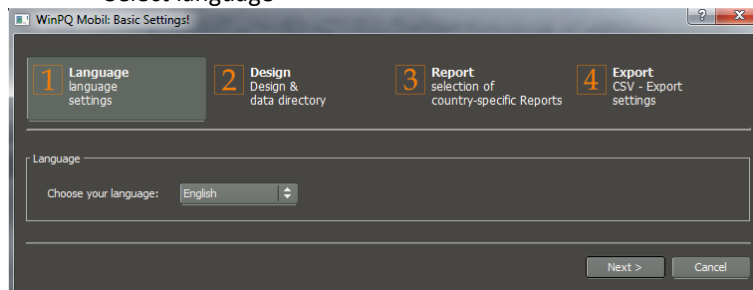 Select language
WinPQ Mobil: Basic Settings!
1 Language
language
settings
2 Design
Design &
data directory
3 Report
selection of
country-specific Reports
4 Export
CSV - Export
settings
Language
Choose your language: English
Next > Cancel